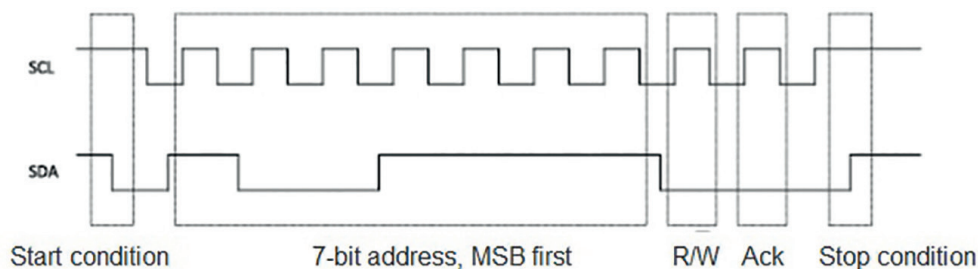 SCL
SDA
Start condition 7-bit address, MSB first R/W Ack Stop condition